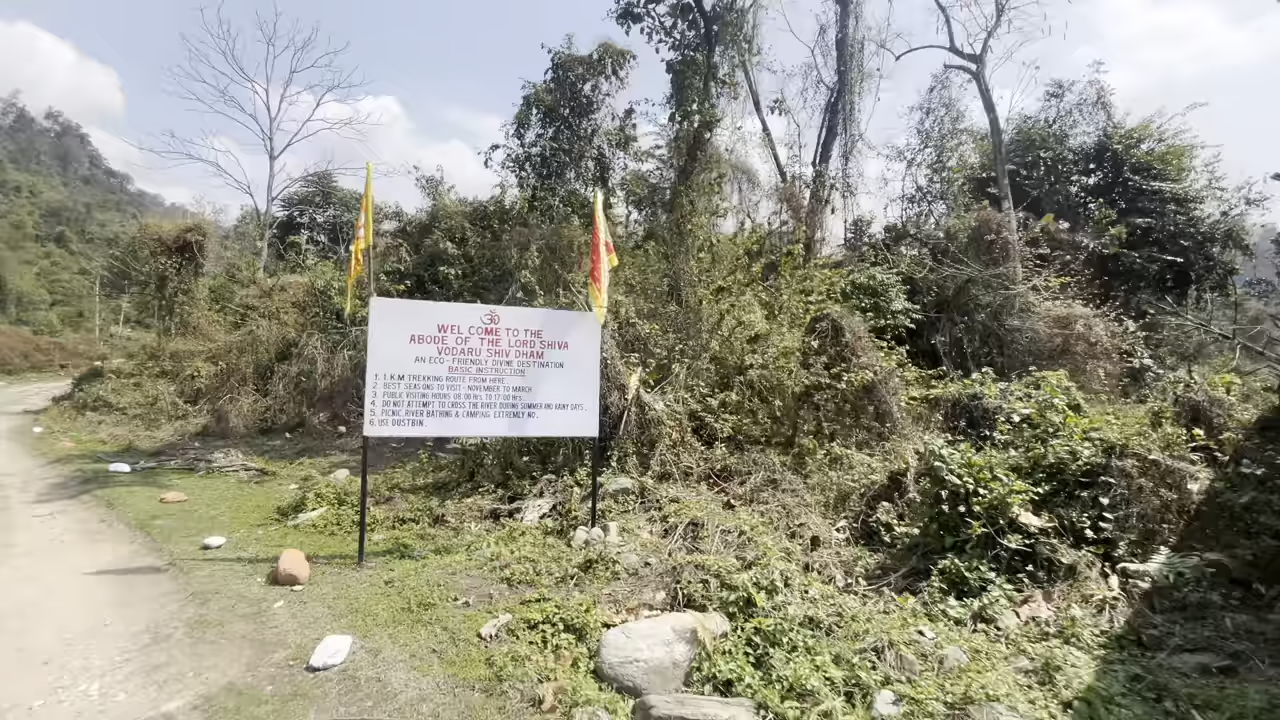 ॐ
WEL COME TO THE
ABODE OF THE LORD SHIVA
VODARU SHIV DHAM
AN ECO - FRIENDLY DIVINE DESTINATION
BASIC INSTRUCTION
1. 1. K.M TREKKING ROUTE FROM HERE.
2. BEST SEASONS TO VISIT - NOVEMBER TO MARCH
3. PUBLIC VISITING HOURS 08:00 Hrs. TO 17:00 Hrs.
4. DO NOT ATTEMPT TO CROSS THE RIVER DURING SUMMER AND RAINY DAYS.
5. PICNIC, RIVER BATHING & CAMPING EXTREMLY NO.
6. USE DUSTBIN.